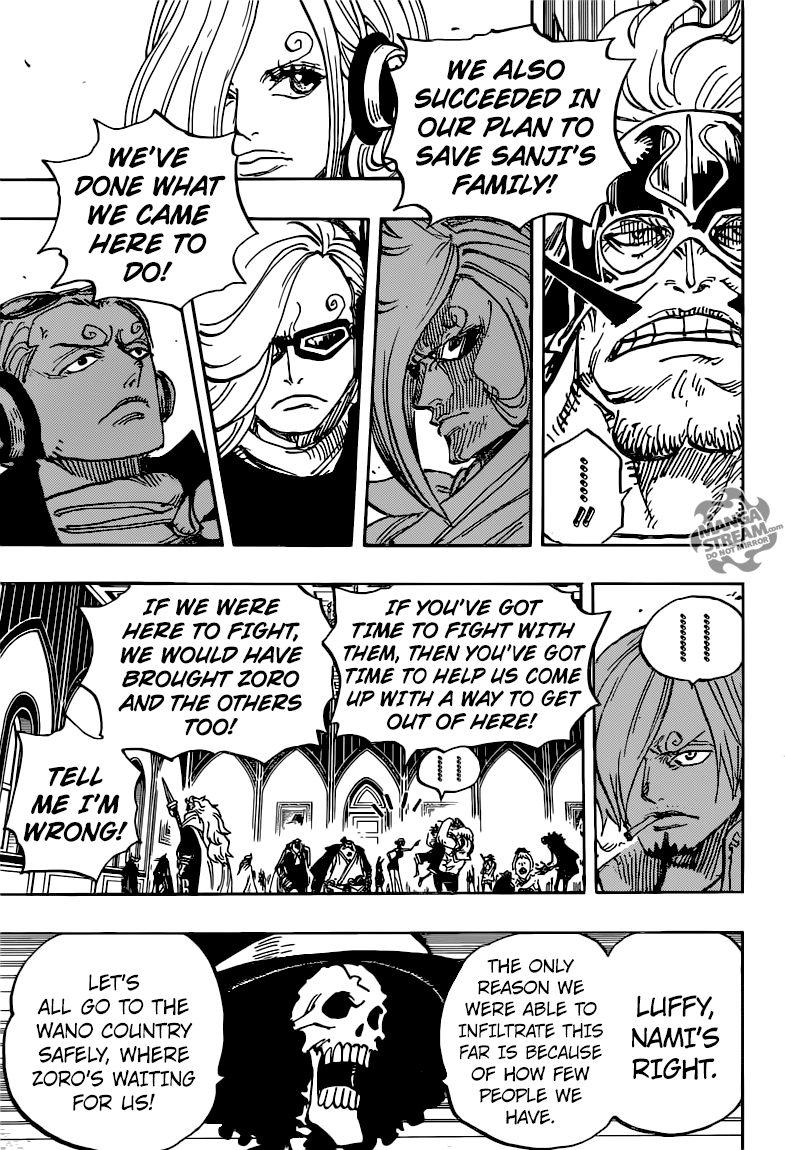 WE ALSO
SUCCEEDED IN
OUR PLAN TO
SAVE SANJI'S
FAMILY!
WE'VE
DONE WHAT
WE CAME
HERE TO
DO!
......!!
MANGA
STREAM.com
DO NOT MIRROR
......
IF YOU'VE GOT
TIME TO FIGHT WITH
THEM, THEN YOU'VE GOT
TIME TO HELP US COME
UP WITH A WAY TO GET
OUT OF HERE!
IF WE WERE
HERE TO FIGHT,
WE WOULD HAVE
BROUGHT ZORO
AND THE OTHERS
TOO!
TELL
ME I'M
WRONG!
LUFFY,
NAMI'S
RIGHT.
THE ONLY
REASON WE
WERE ABLE TO
INFILTRATE THIS
FAR IS BECAUSE
OF HOW FEW
PEOPLE WE
HAVE.
LET'S
ALL GO TO THE
WANO COUNTRY
SAFELY, WHERE
ZORO'S WAITING
FOR US!